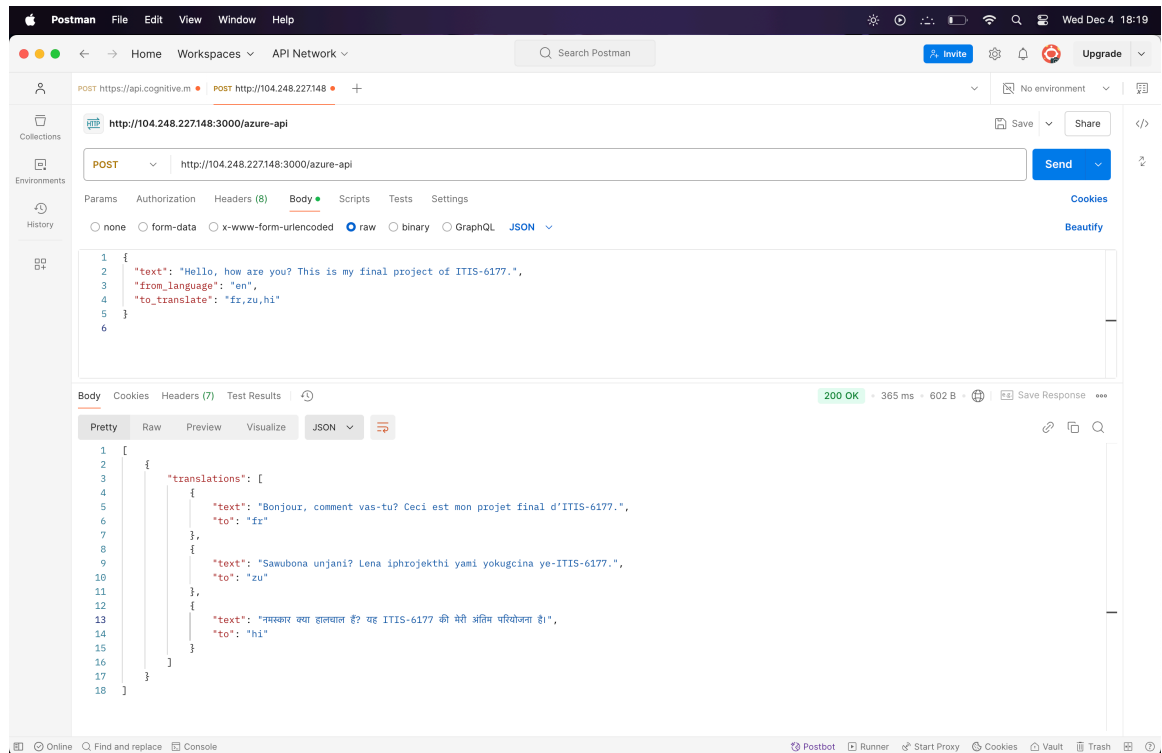 Postman File Edit View Window Help Wed Dec 4 18:19
Home Workspaces API Network Search Postman Invite Upgrade
POST https://api.cognitive.m POST http://104.248.227.148 No environment
HTTP http://104.248.227.148:3000/azure-api Save Share
Collections
Environments
History
POST http://104.248.227.148:3000/azure-api Send
Params Authorization Headers (8) Body Scripts Tests Settings Cookies
none form-data x-www-form-urlencoded raw binary GraphQL JSON Beautify
1 {
2 "text": "Hello, how are you? This is my final project of ITIS-6177.",
3 "from_language": "en",
4 "to_translate": "fr,zu,hi"
5 }
6
Body Cookies Headers (7) Test Results 200 OK 365 ms 602 B Save Response
Pretty Raw Preview Visualize JSON
1 [
2 {
3 "translations": [
4 {
5 "text": "Bonjour, comment vas-tu? Ceci est mon projet final d’ITIS-6177.",
6 "to": "fr"
7 },
8 {
9 "text": "Sawubona unjani? Lena iphrojekthi yami yokugcina ye-ITIS-6177.",
10 "to": "zu"
11 },
12 {
13 "text": "नमस्कार क्या हालचाल हैं? यह ITIS-6177 की मेरी अंतिम परियोजना है।",
14 "to": "hi"
15 }
16 ]
17 }
18 ]
Online Find and replace Console Postbot Runner Start Proxy Cookies Vault Trash